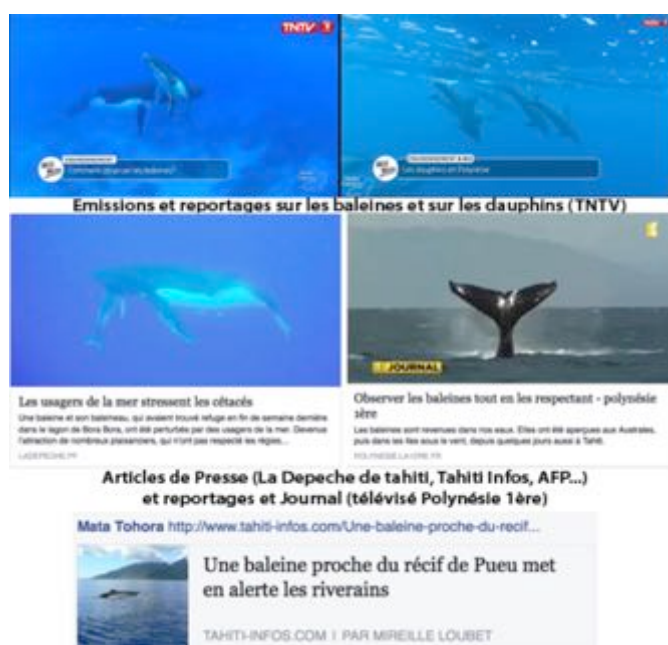 TNTV
TNTV
ENVIRONNEMENT
Comment observer les baleines?
ENVIRONNEMENT & MER
Les dauphins en Polynésie
Emissions et reportages sur les baleines et sur les dauphins (TNTV)
JOURNAL
Les usagers de la mer stressent les cétacés
Une baleine et son baleineau, qui avaient trouvé refuge en fin de semaine dernière
dans le lagon de Bora Bora, ont été perturbés par des usagers de la mer. Devenue
l'attraction de nombreux plaisanciers, qui n'ont pas respecté les règles...
LADEPECHE.PF
Observer les baleines tout en les respectant - polynésie
1ère
Les baleines sont revenues dans nos eaux. Elles ont été aperçues aux Australes,
puis dans les îles sous le vent, depuis quelques jours aussi à Tahiti.
POLYNESIE.LA1ERE.FR
Articles de Presse (La Depeche de tahiti, Tahiti Infos, AFP...)
et reportages et Journal (télévisé Polynésie 1ère)
Mata Tohora http://www.tahiti-infos.com/Une-baleine-proche-du-recif...
Une baleine proche du récif de Pueu met
en alerte les riverains
TAHITI-INFOS.COM | PAR MIREILLE LOUBET